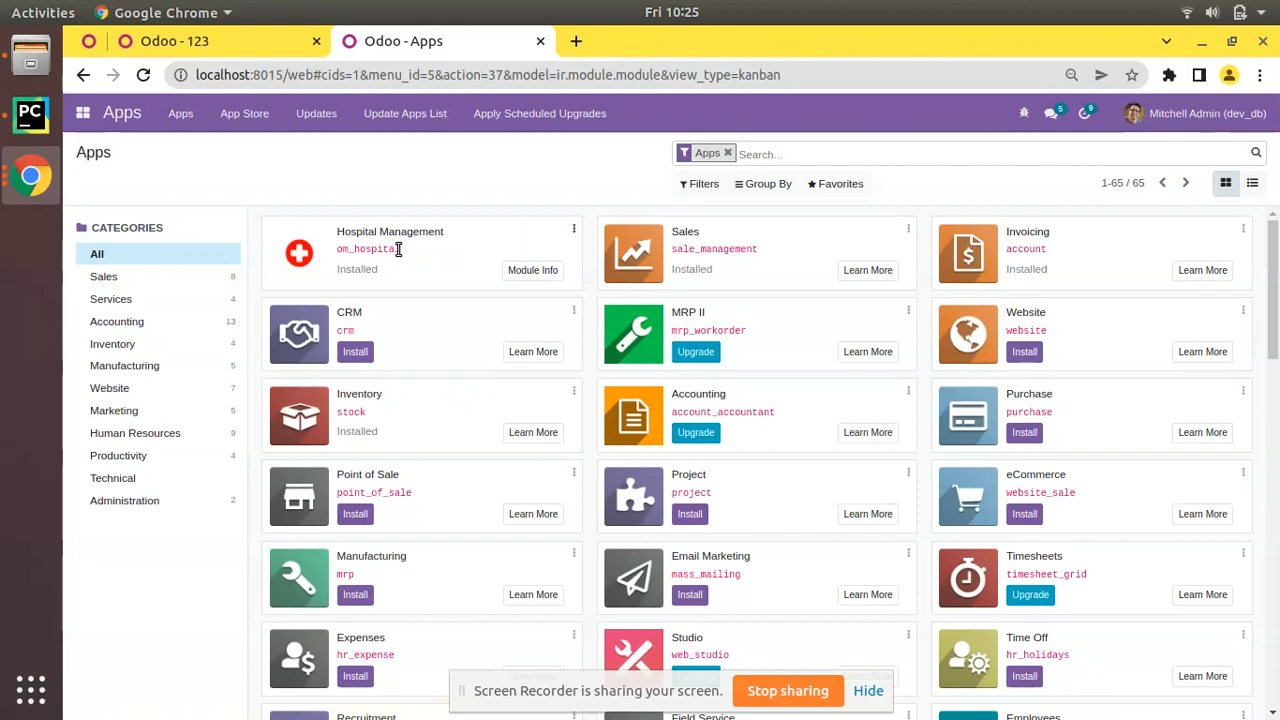 Activities Google Chrome Fri 10:25
Odoo - 123
Odoo - Apps
localhost:8015/web#cids=1&menu_id=5&action=37&model=ir.module.module&view_type=kanban
Apps Apps App Store Updates Update Apps List Apply Scheduled Upgrades 5 9 Mitchell Admin (dev_db)
Apps
Apps Search...
Filters Group By Favorites 1-65 / 65
CATEGORIES
All
Sales 8
Services 4
Accounting 13
Inventory 4
Manufacturing 5
Website 7
Marketing 5
Human Resources 9
Productivity 4
Technical
Administration 2
Hospital Management
om_hospital
Installed
Module Info
Sales
sale_management
Installed
Learn More
Invoicing
account
Installed
Learn More
CRM
crm
Install
Learn More
MRP II
mrp_workorder
Upgrade
Learn More
Website
website
Install
Learn More
Inventory
stock
Installed
Learn More
Accounting
account_accountant
Upgrade
Learn More
Purchase
purchase
Install
Learn More
Point of Sale
point_of_sale
Install
Learn More
Project
project
Install
Learn More
eCommerce
website_sale
Install
Learn More
Manufacturing
mrp
Install
Learn More
Email Marketing
mass_mailing
Install
Learn More
Timesheets
timesheet_grid
Upgrade
Learn More
Expenses
hr_expense
Install
Studio
web_studio
Time Off
hr_holidays
Install
Learn More
Screen Recorder is sharing your screen. Stop sharing Hide
Recruitment
Field Service
Employees
PC